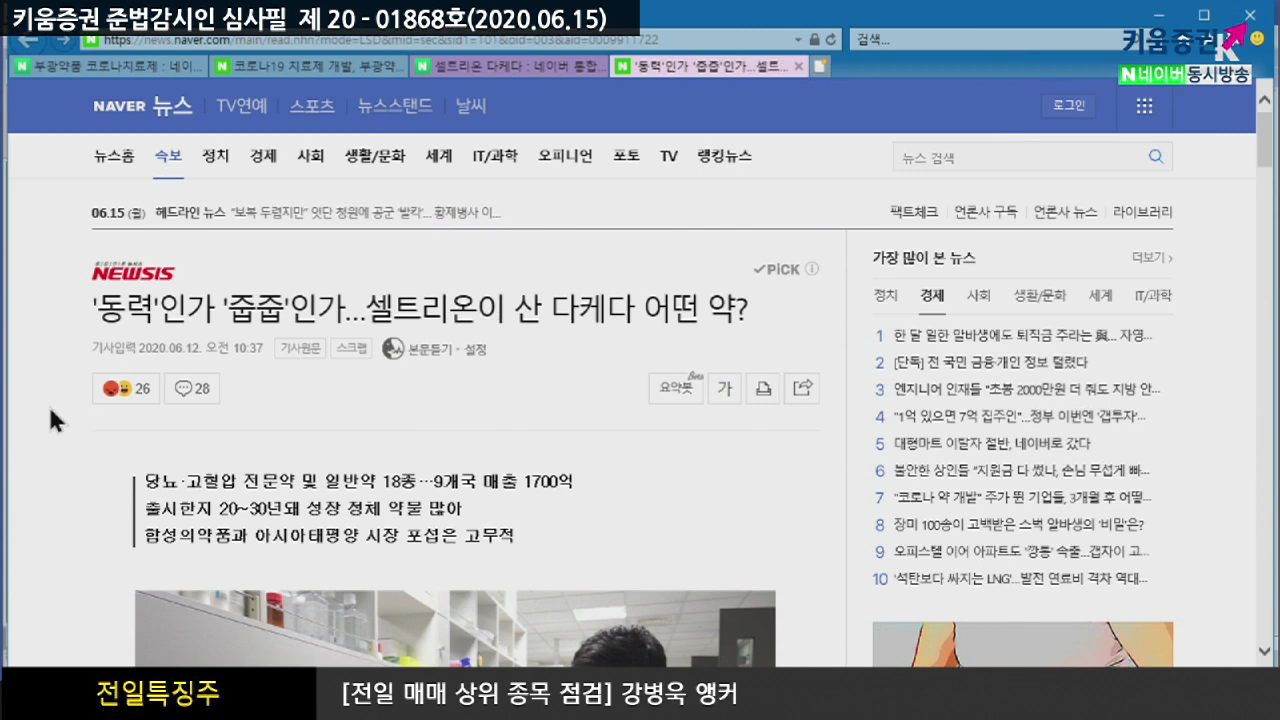 키움증권 준법감시인 심사필 제 20 - 01868호(2020.06.15)
https://news.naver.com/main/read.nhn?mode=LSD&mid=sec&sid1=101&oid=003&aid=0009911722
검색...
키움증권
부광약품 코로나치료제 : 네이...
코로나19 치료제 개발, 부광약...
셀트리온 다케다 : 네이버 통합...
'동력'인가 '줍줍'인가...셀트...
N네이버 동시방송
NAVER 뉴스
TV연예
스포츠
뉴스스탠드
날씨
로그인
뉴스홈 속보 정치 경제 사회 생활/문화 세계 IT/과학 오피니언 포토 TV 랭킹뉴스
뉴스 검색
06.15 (월) 헤드라인 뉴스 "보복 두렵지만" 잇단 청원에 공군 '발칵'... 황제병사 이...
팩트체크 언론사 구독 언론사 뉴스 라이브러리
NEWSIS
PiCK
'동력'인가 '줍줍'인가...셀트리온이 산 다케다 어떤 약?
기사입력 2020.06.12. 오전 10:37 기사원문 스크랩 본문듣기 · 설정
26
28
요약봇 Beta
가
당뇨·고혈압 전문약 및 일반약 18종…9개국 매출 1700억
출시한지 20~30년돼 성장 정체 약물 많아
합성의약품과 아시아태평양 시장 포섭은 고무적
가장 많이 본 뉴스
더보기
정치 경제 사회 생활/문화 세계 IT/과학
1 한 달 일한 알바생에도 퇴직금 주라는 與... 자영...
2 [단독] 전 국민 금융·개인 정보 털렸다
3 엔지니어 인재들 "초봉 2000만원 더 줘도 지방 안...
4 "1억 있으면 7억 집주인"...정부 이번엔 '갭투자'...
5 대형마트 이탈자 절반, 네이버로 갔다
6 불안한 상인들 "지원금 다 썼나, 손님 무섭게 빠...
7 "코로나 약 개발" 주가 뛴 기업들, 3개월 후 어떻...
8 장미 100송이 고백받은 스벅 알바생의 '비밀'은?
9 오피스텔 이어 아파트도 '깡통' 속출...갭자이 고...
10 '석탄보다 싸지는 LNG'...발전 연료비 격차 역대...
전일특징주
[전일 매매 상위 종목 점검] 강병욱 앵커